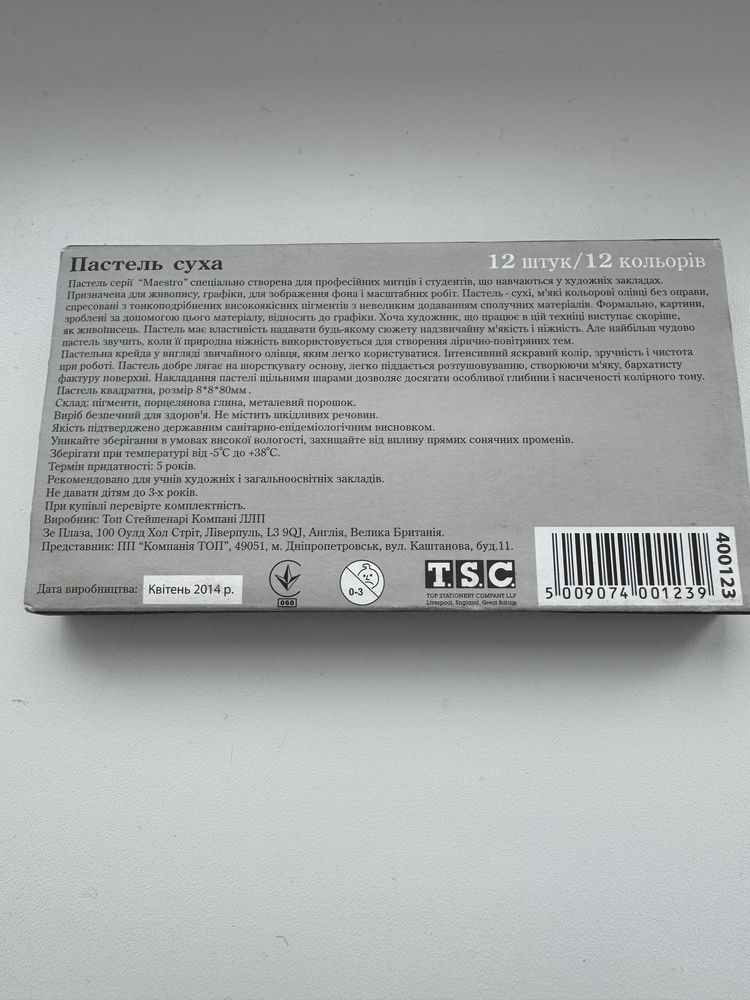 Пастель суха
12 штук/12 кольорів
Пастель серії “Maestro” спеціально створена для професійних митців і студентів, що навчаються у художніх закладах.
Призначена для живопису, графіки, для зображення фона і масштабних робіт. Пастель - сухі, м'які кольорові олівці без оправи,
спресовані з тонкоподрібнених високоякісних пігментів з невеликим додаванням сполучних матеріалів. Формально, картини,
зроблені за допомогою цього матеріалу, відносять до графіки. Хоча художник, що працює в цій техніці виступає скоріше,
як живописець. Пастель має властивість надавати будь-якому сюжету надзвичайну м'якість і ніжність. Але найбільш чудово
пастель звучить, коли її природна ніжність використовується для створення лірично-повітряних тем.
Пастельна крейда у вигляді звичайного олівця, яким легко користуватися. Інтенсивний яскравий колір, зручність і чистота
при роботі. Пастель добре лягає на шорсткувату основу, легко піддається розтушовуванню, створюючи м'яку, бархатисту
фактуру поверхні. Накладання пастелі щільними шарами дозволяє досягати особливої глибини і насиченості колірного тону.
Пастель квадратна, розмір 8*8*80мм .
Склад: пігменти, порцелянова глина, металевий порошок.
Виріб безпечний для здоров'я. Не містить шкідливих речовин.
Якість підтверджено державним санітарно-епідеміологічним висновком.
Уникайте зберігання в умовах високої вологості, захищайте від впливу прямих сонячних променів.
Зберігати при температурі від -5˚C до +38˚C.
Термін придатності: 5 років.
Рекомендовано для учнів художніх і загальноосвітніх закладів.
Не давати дітям до 3-х років.
При купівлі перевірте комплектність.
Виробник: Топ Стейшенарі Компані ЛЛП
Зе Плаза, 100 Оулд Хол Стріт, Ліверпуль, L3 9QJ, Англія, Велика Британія.
Представник: ПП “Компанія ТОП”, 49051, м. Дніпропетровськ, вул. Каштанова, буд.11.
Дата виробництва: Квітень 2014 р.
060
0-3
T.S.C.
TOP STATIONERY COMPANY LLP
Liverpool, England, Great Britain
5 009074 001239
400123